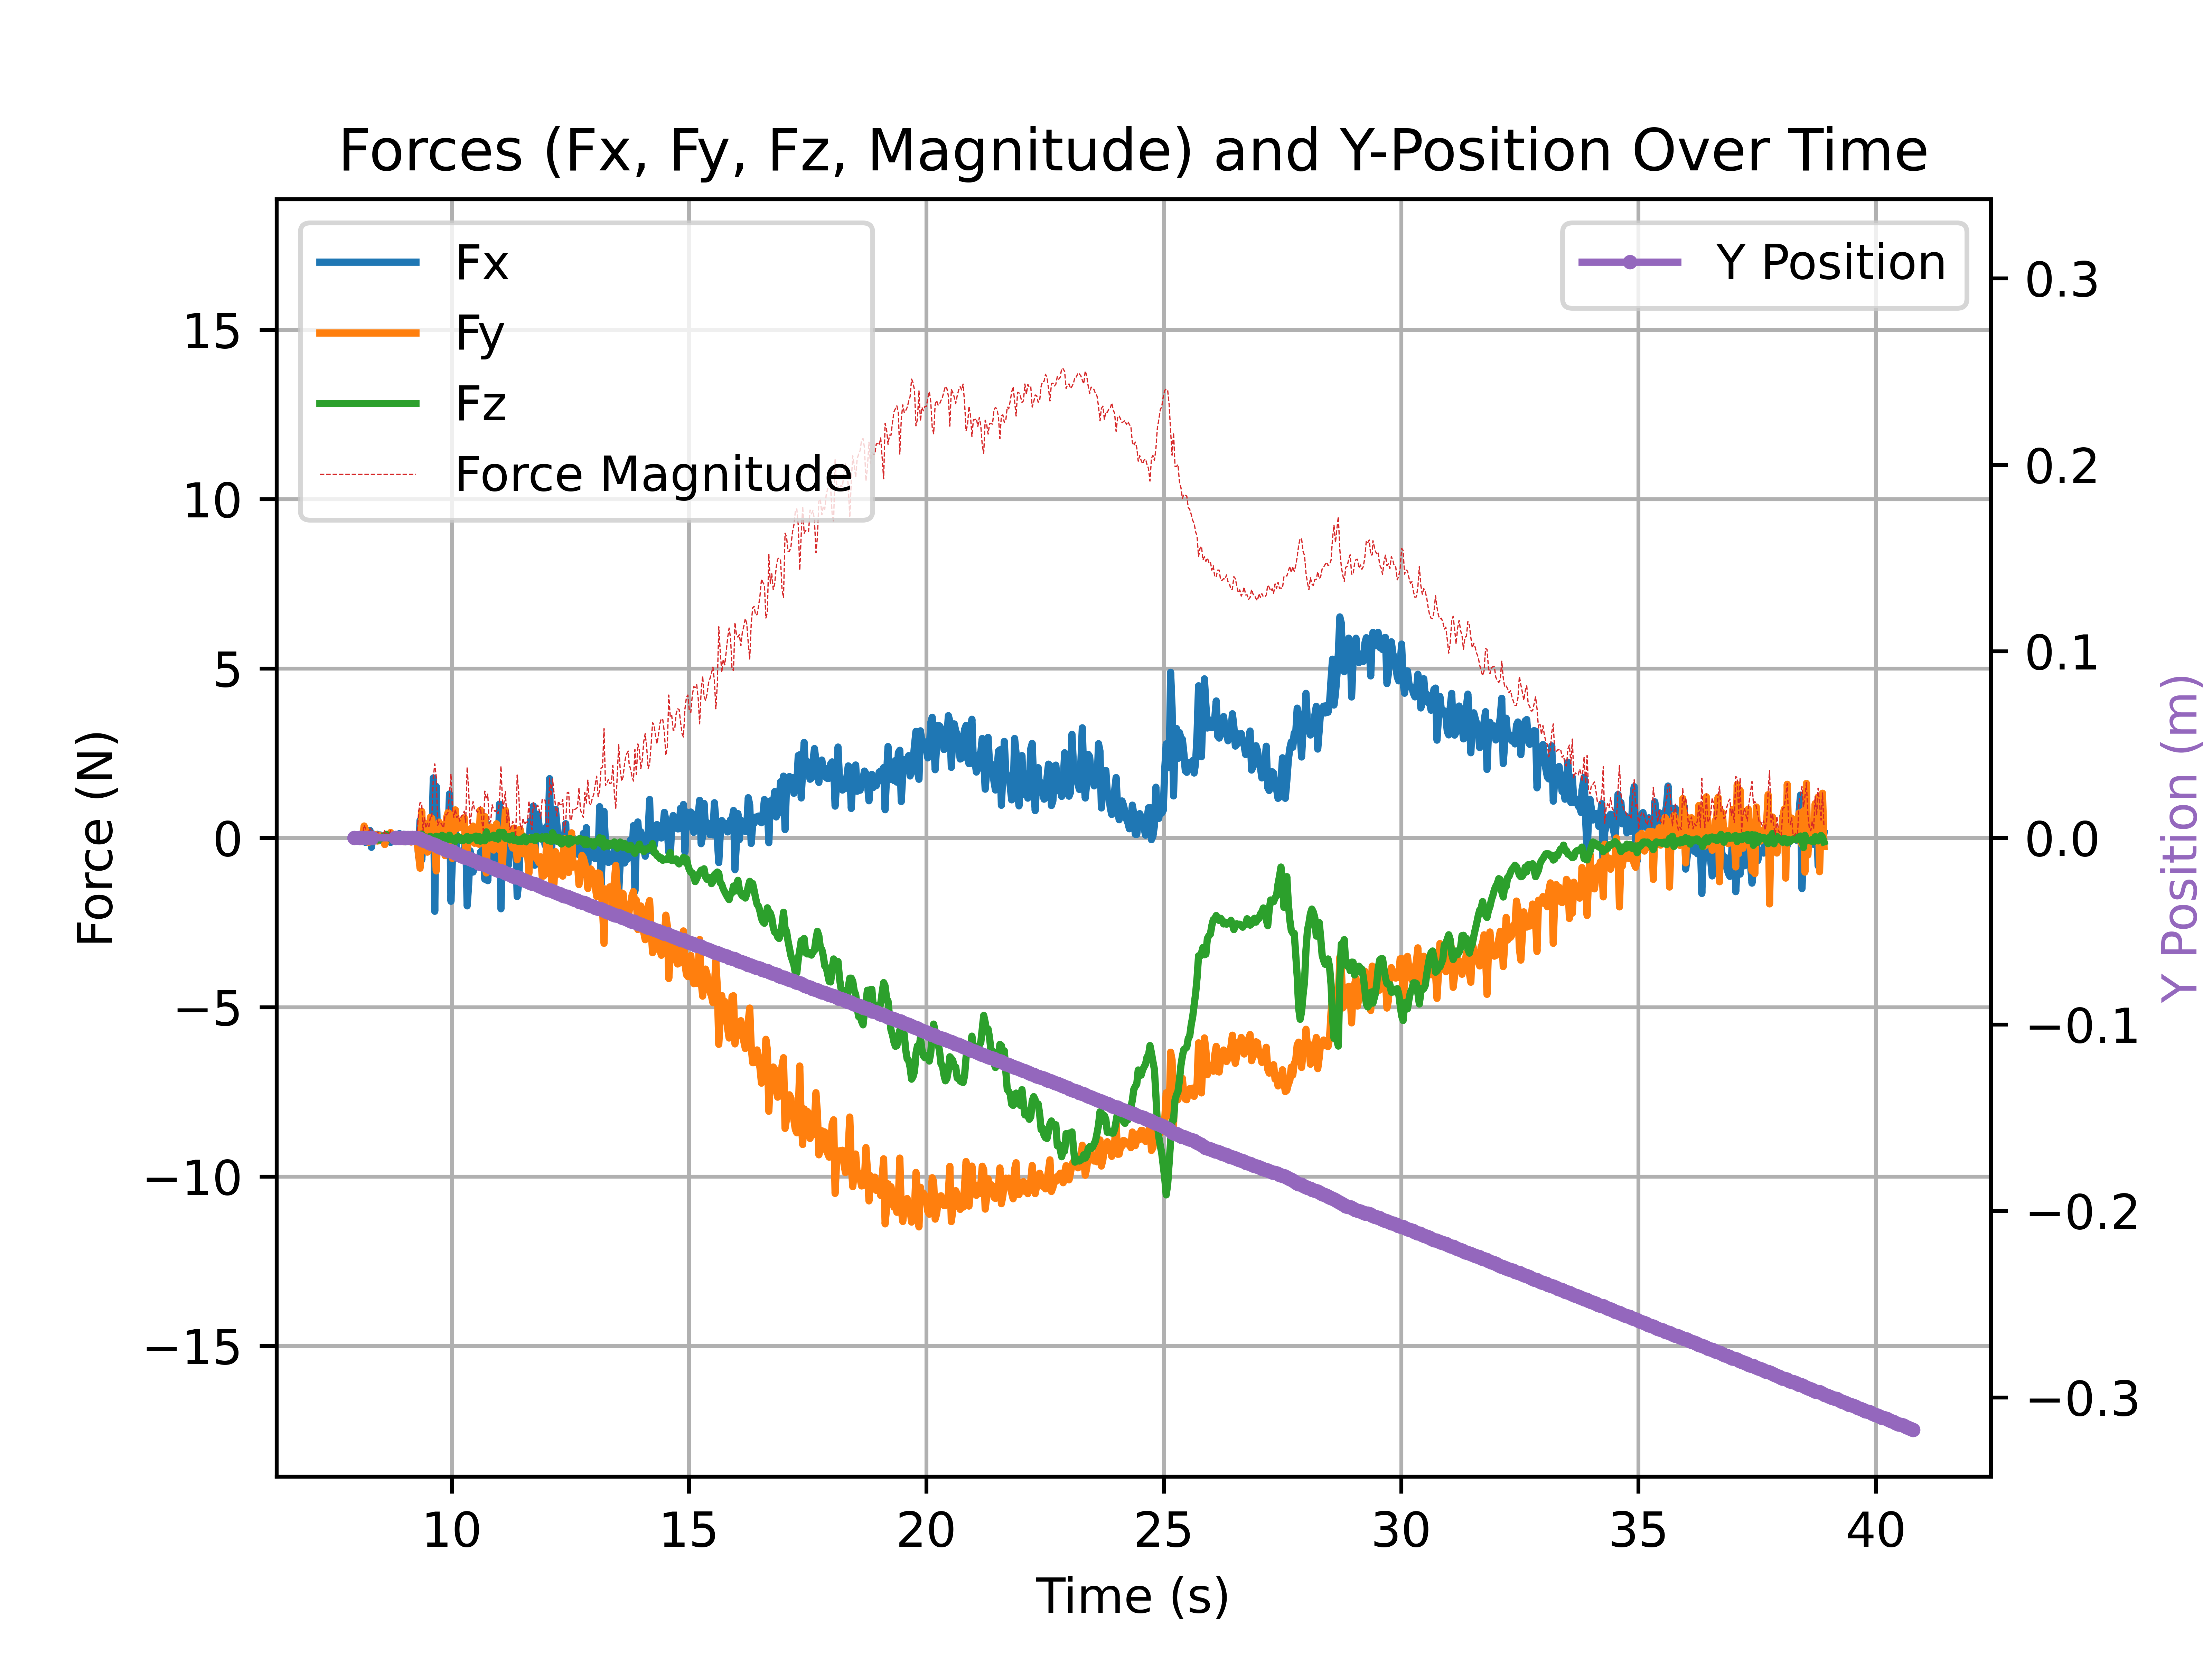 Forces (Fx, Fy, Fz, Magnitude) and Y-Position Over Time
Fx
Fy
Fz
Force Magnitude
Y Position
15
10
5
0
−5
−10
−15
Force (N)
0.3
0.2
0.1
0.0
−0.1
−0.2
−0.3
Y Position (m)
10 15 20 25 30 35 40
Time (s)